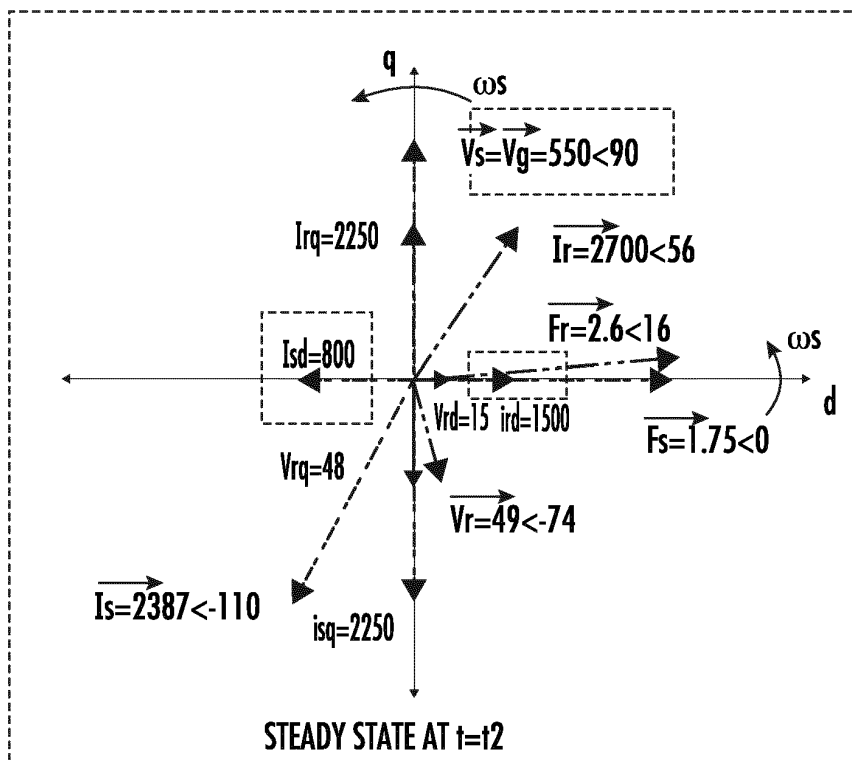 q
ωs
Vs=Vg=550<90
Irq=2250
Ir=2700<56
Fr=2.6<16
ωs
Isd=800
d
Vrd=15 ird=1500
Fs=1.75<0
Vrq=48
Vr=49<-74
Is=2387<-110
isq=2250
STEADY STATE AT t=t2